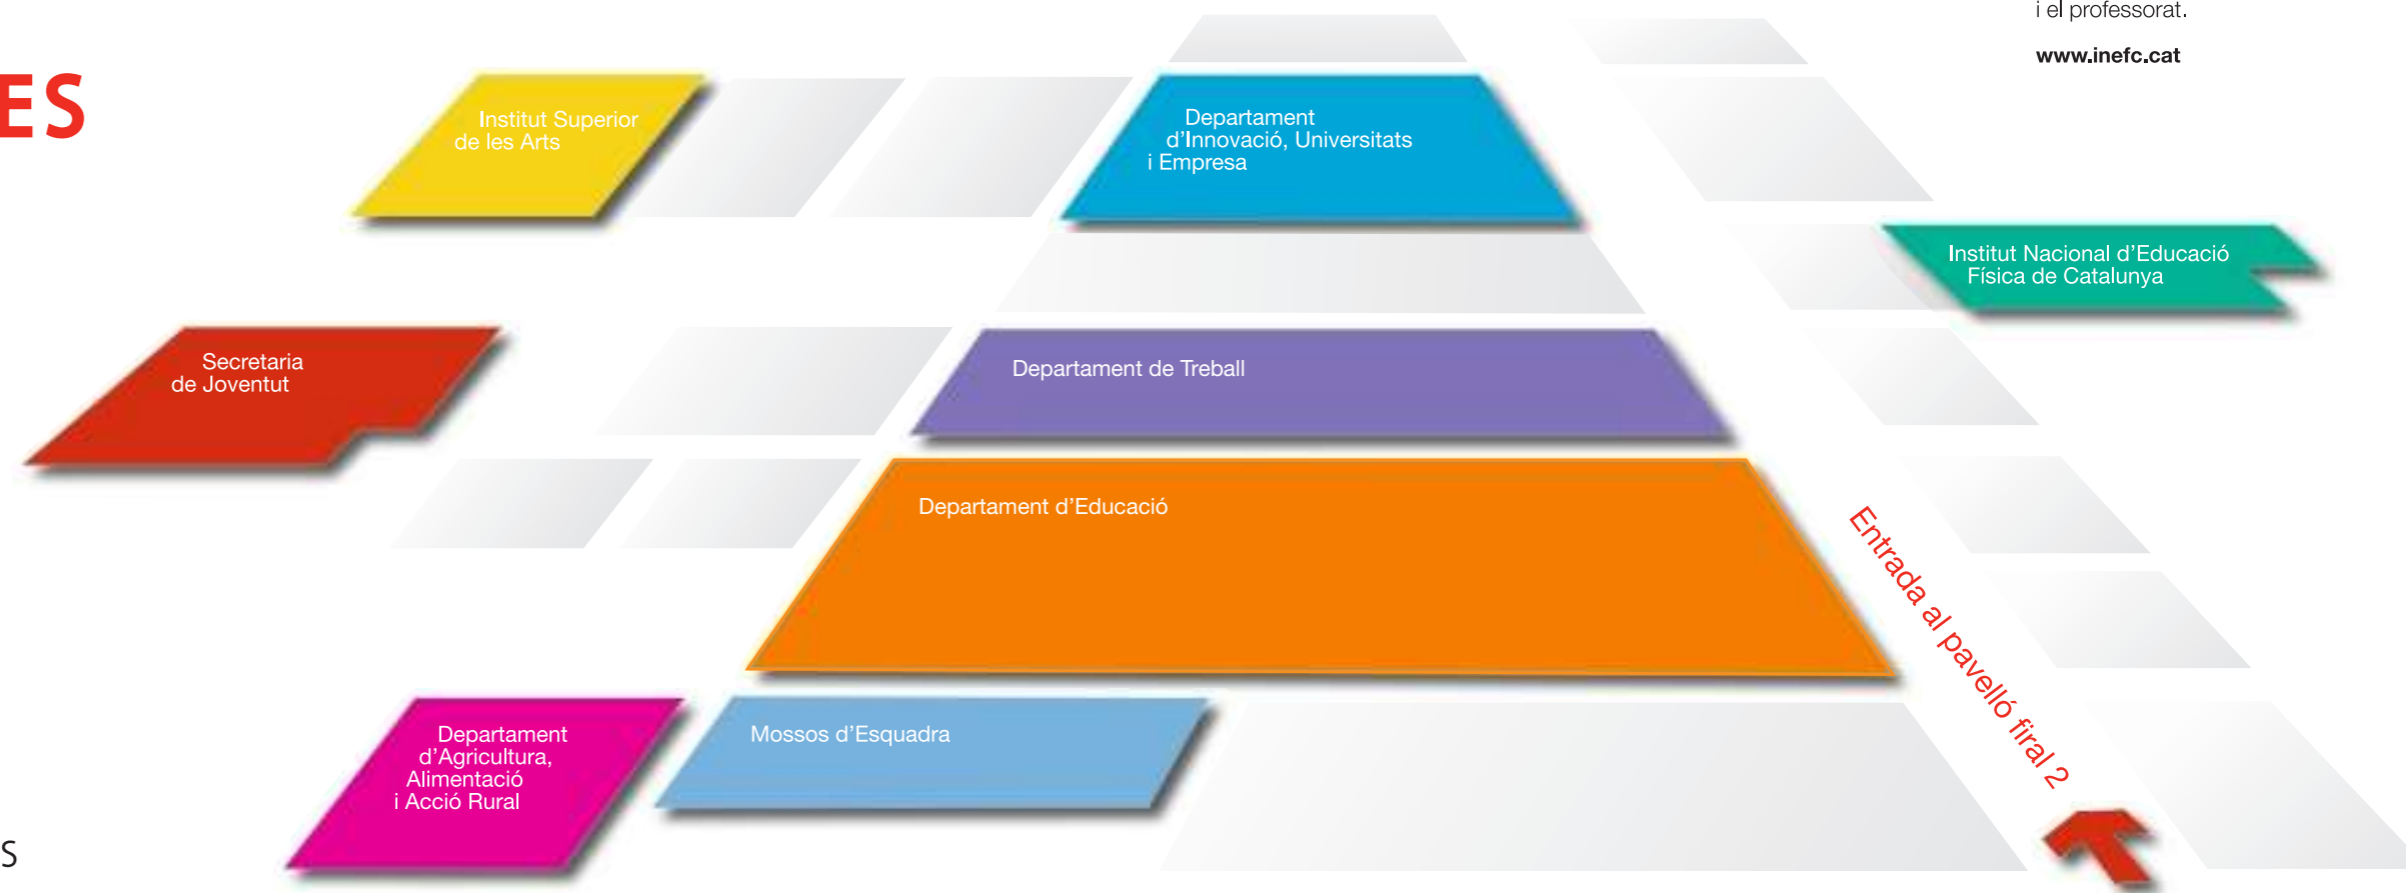 i el professorat.
www.inefc.cat
ES
Institut Superior
de les Arts
Departament
d'Innovació, Universitats
i Empresa
Institut Nacional d'Educació
Física de Catalunya
Secretaria
de Joventut
Departament de Treball
Departament d'Educació
Entrada al pavelló firal 2
Departament
d'Agricultura,
Alimentació
i Acció Rural
Mossos d'Esquadra
S